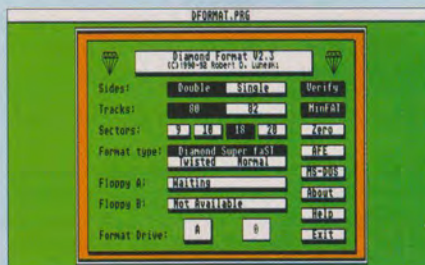 DFORMAT.PRG
Diamond Format V2.3
(C)1990-92 Robert D. Luneski
Sides: Double Single Verify
Tracks: 80 82 MinFAT
Sectors: 9 10 18 20 Zero
Format type: Diamond Super faST AFE
Twisted Normal MS-DOS
Floppy A: Waiting
About
Floppy B: Not Available
Help
Format Drive: A B Exit